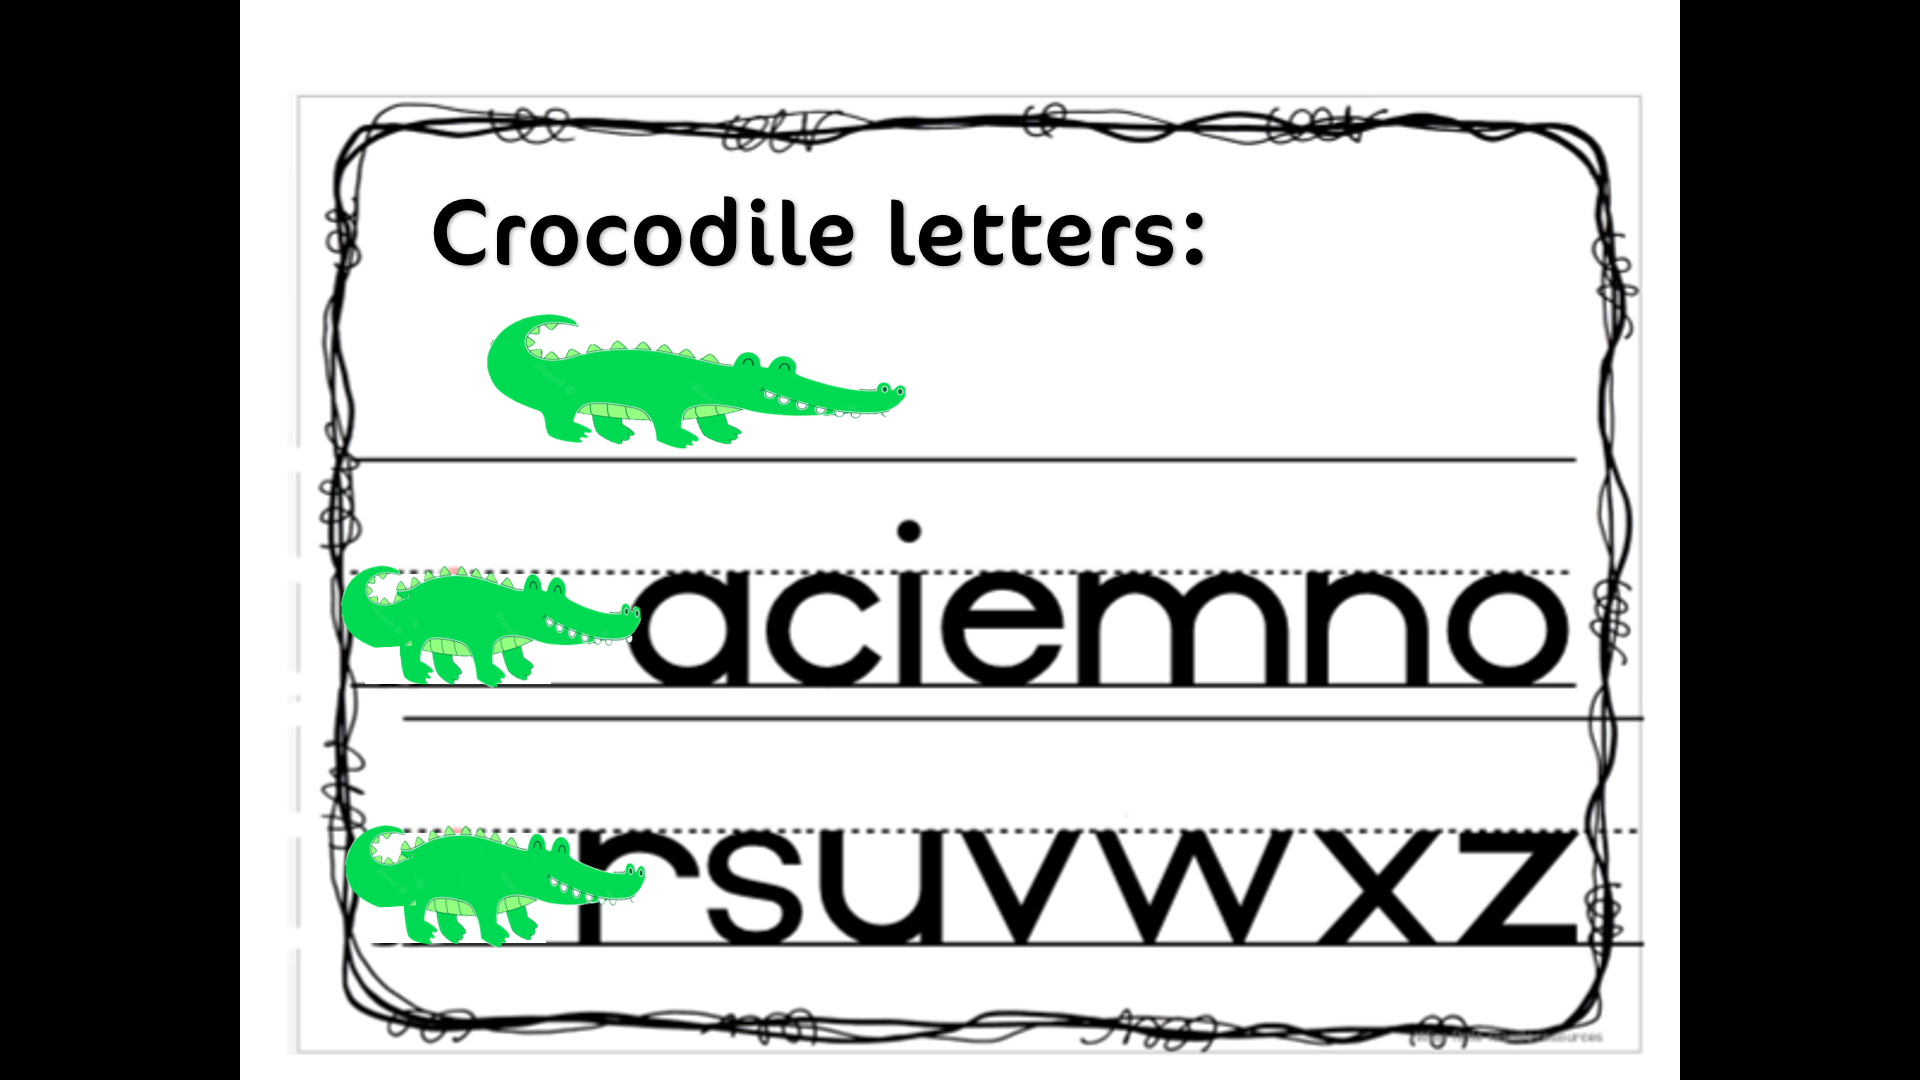 Crocodile letters:
aciemno
rsuvwxz